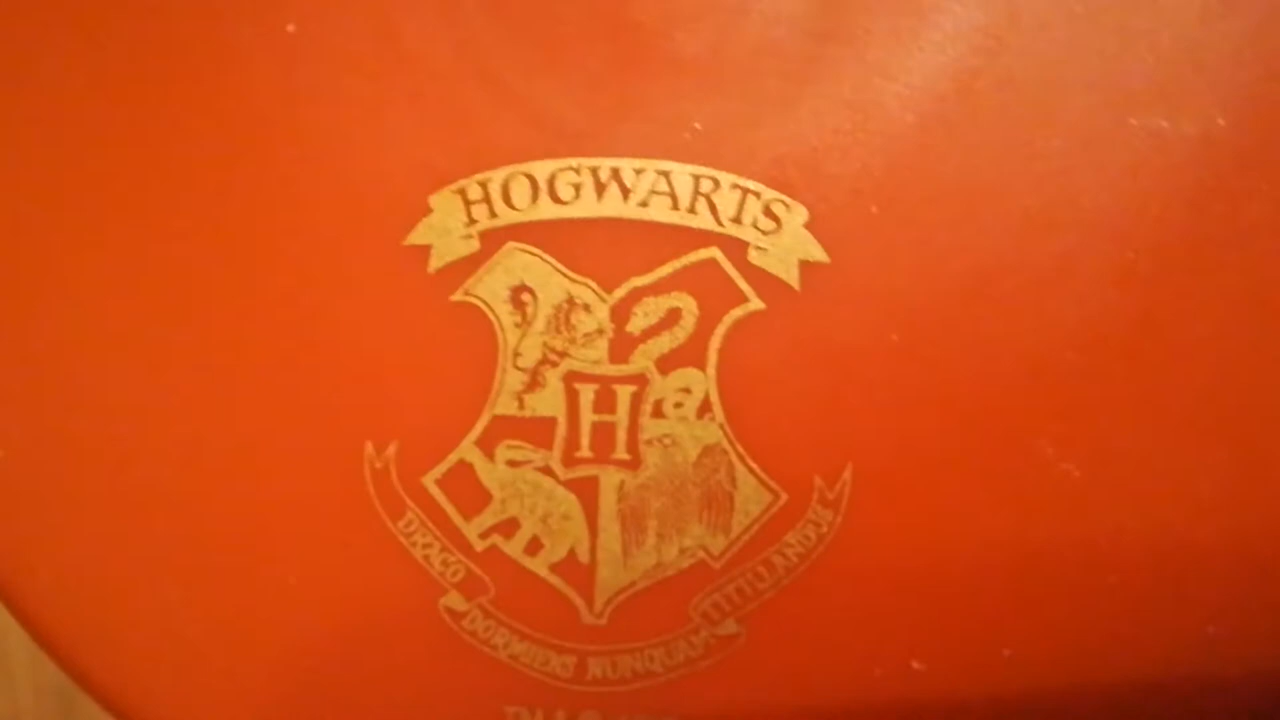 HOGWARTS
H
DRACO
DORMIENS NUNQUAM
TITILLANDUS